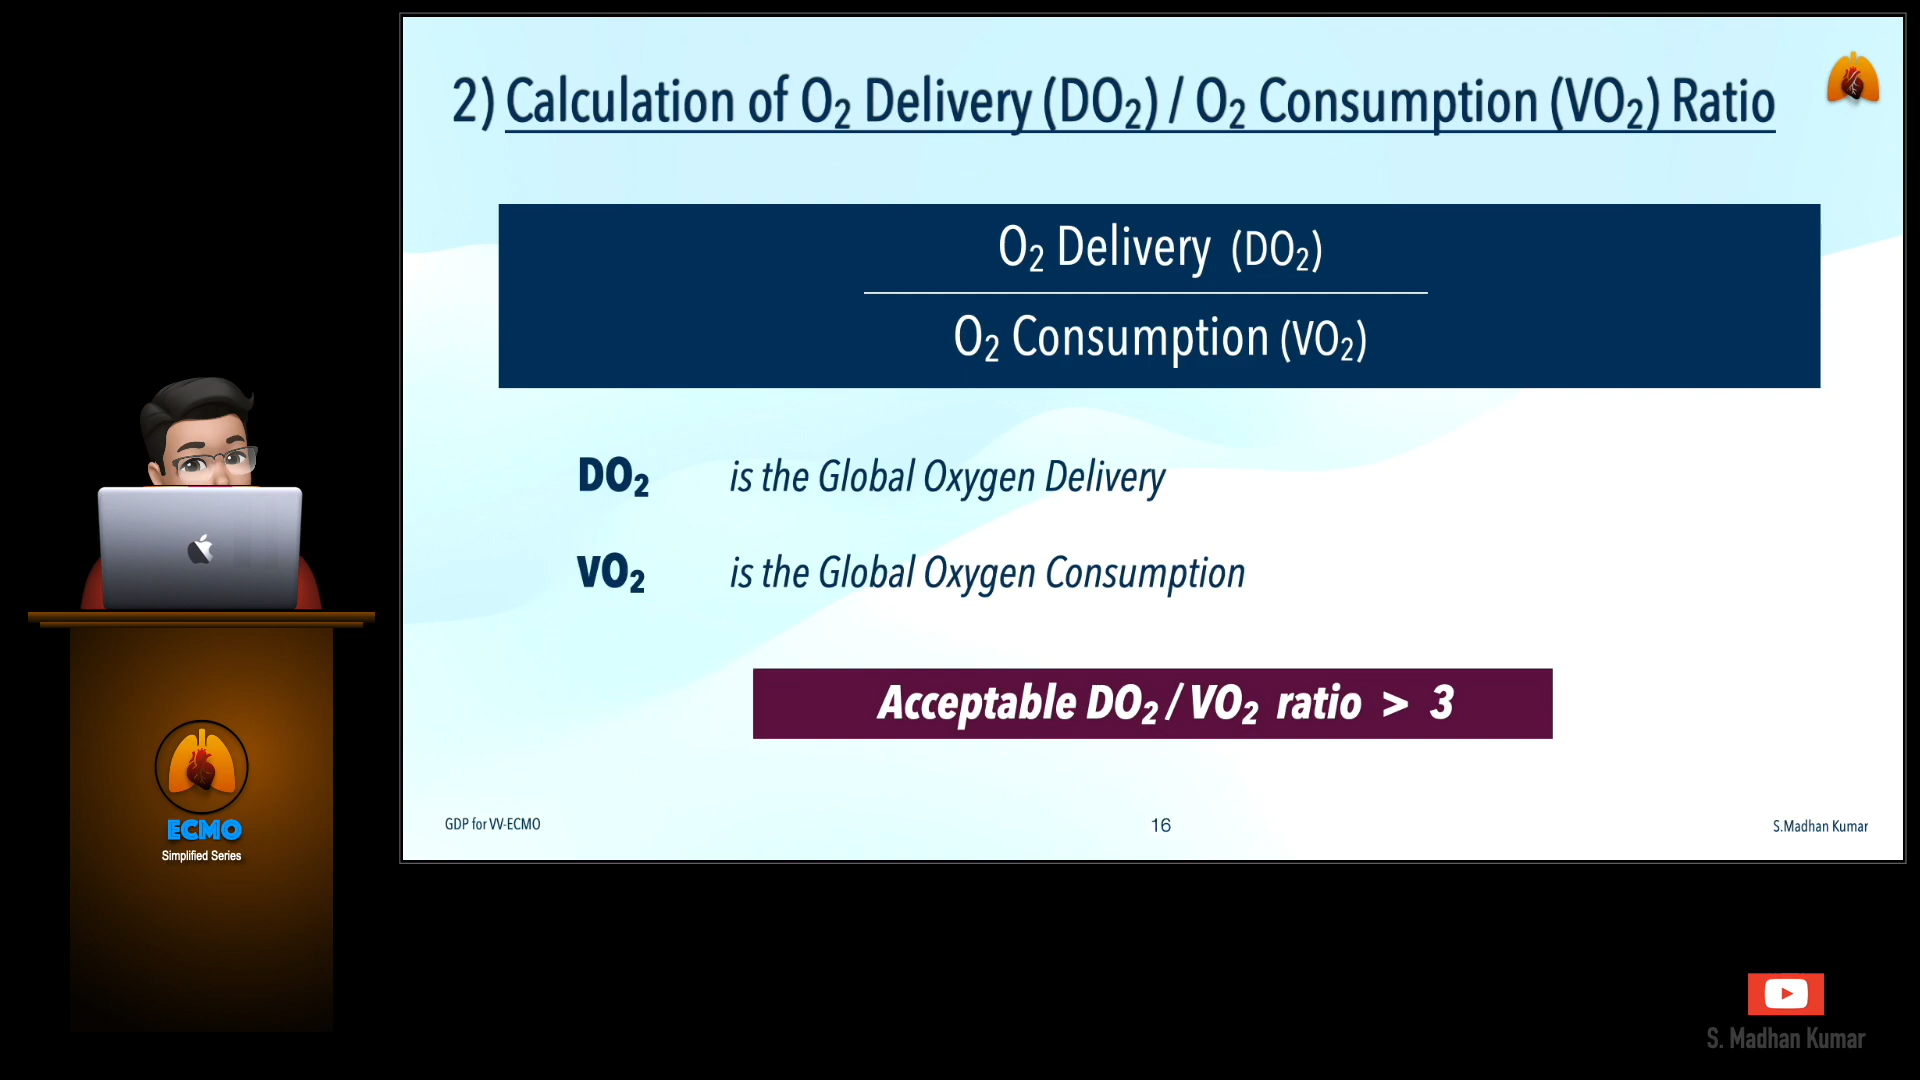 2) Calculation of O₂ Delivery (DO₂) / O₂ Consumption (VO₂) Ratio
O₂ Delivery (DO₂)
O₂ Consumption (VO₂)
DO₂ is the Global Oxygen Delivery
VO₂ is the Global Oxygen Consumption
Acceptable DO₂ / VO₂ ratio > 3
GDP for VV-ECMO
16
S.Madhan Kumar
ECMO
Simplified Series
S. Madhan Kumar